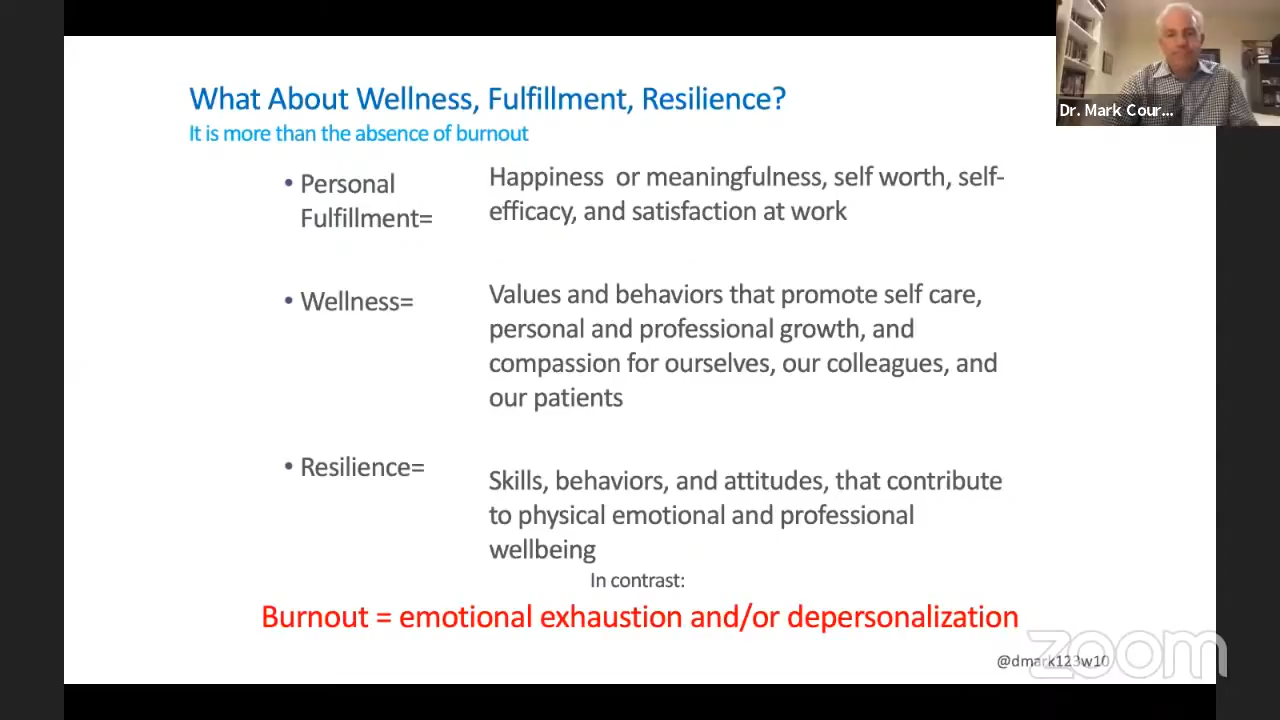 What About Wellness, Fulfillment, Resilience?
It is more than the absence of burnout
• Personal
Fulfillment=
Happiness or meaningfulness, self worth, self-
efficacy, and satisfaction at work
• Wellness=
Values and behaviors that promote self care,
personal and professional growth, and
compassion for ourselves, our colleagues, and
our patients
• Resilience=
Skills, behaviors, and attitudes, that contribute
to physical emotional and professional
wellbeing
In contrast:
Burnout = emotional exhaustion and/or depersonalization
@dmark123w10
zoom
Dr. Mark Cour...